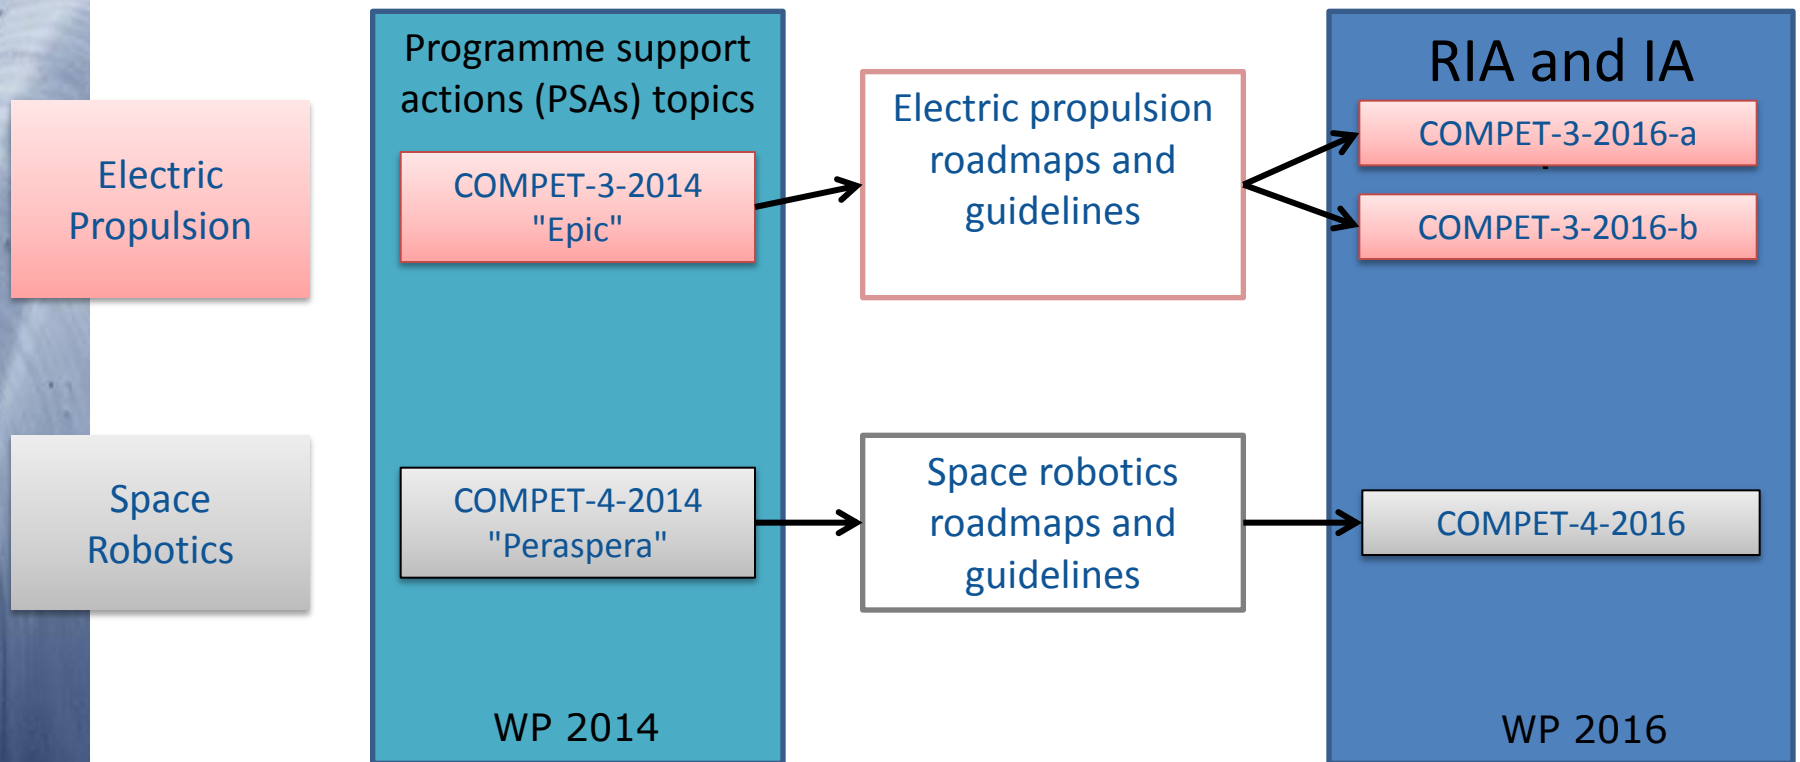 Programme support
actions (PSAs) topics
RIA and IA
Electric
Propulsion
COMPET-3-2014
"Epic"
Electric propulsion
roadmaps and
guidelines
COMPET-3-2016-a
COMPET-3-2016-b
Space
Robotics
COMPET-4-2014
"Peraspera"
Space robotics
roadmaps and
guidelines
COMPET-4-2016
WP 2014
WP 2016